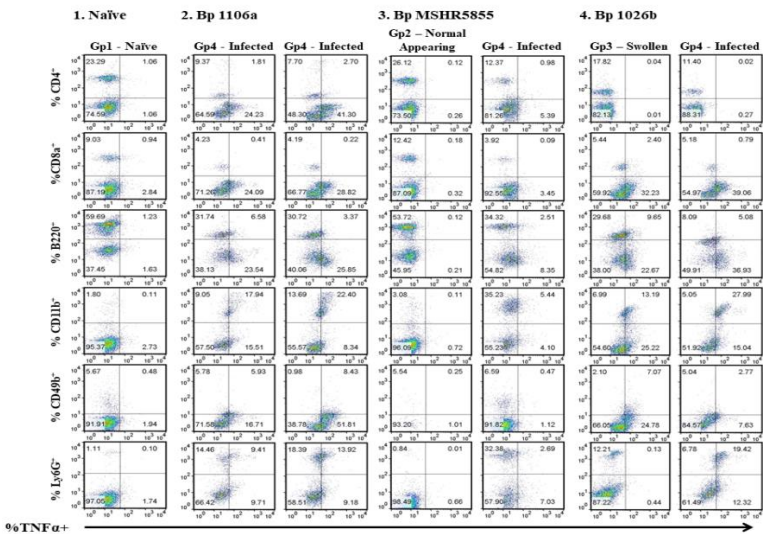 1. Naïve 2. Bp 1106a 3. Bp MSHR5855 4. Bp 1026b
Gp1 - Naïve Gp4 - Infected Gp4 - Infected Gp2 – Normal Appearing Gp4 - Infected Gp3 – Swollen Gp4 - Infected
% CD4⁺
23.29 1.06 9.37 1.81 7.70 2.70 26.12 0.12 12.37 0.98 17.82 0.04 11.40 0.02
74.59 1.06 64.59 24.23 48.30 41.30 73.50 0.26 81.26 5.39 82.13 0.01 88.31 0.27
%CD8a⁺
9.03 0.94 4.23 0.41 4.19 0.22 12.42 0.18 3.92 0.09 5.44 2.40 5.18 0.79
87.19 2.84 71.26 24.09 66.77 28.82 87.09 0.32 92.55 3.45 59.92 32.23 54.97 39.06
% B220⁺
59.69 1.23 31.74 6.58 30.72 3.37 53.72 0.12 34.32 2.51 29.68 9.65 8.09 5.08
37.45 1.63 38.13 23.54 40.06 25.85 45.95 0.21 54.82 8.35 38.00 22.67 49.91 36.93
% CD11b⁺
1.80 0.11 9.05 17.94 13.69 22.40 3.08 0.11 35.23 5.44 6.99 13.19 5.05 27.99
95.37 2.73 57.50 15.51 55.57 8.34 96.09 0.72 55.23 4.10 54.60 25.22 51.92 15.04
% CD49b⁺
5.67 0.48 5.78 5.93 0.98 8.43 5.54 0.25 6.59 0.47 2.10 7.07 5.04 2.77
91.91 1.94 71.58 16.71 38.78 51.81 93.20 1.01 91.82 1.12 66.05 24.78 84.57 7.63
% Ly6G⁺
1.11 0.10 14.46 9.41 18.39 13.92 0.84 0.01 32.38 2.69 12.21 0.13 6.78 19.42
97.05 1.74 66.42 9.71 58.51 9.18 98.49 0.66 57.90 7.03 87.22 0.44 61.49 12.32
%TNFα+